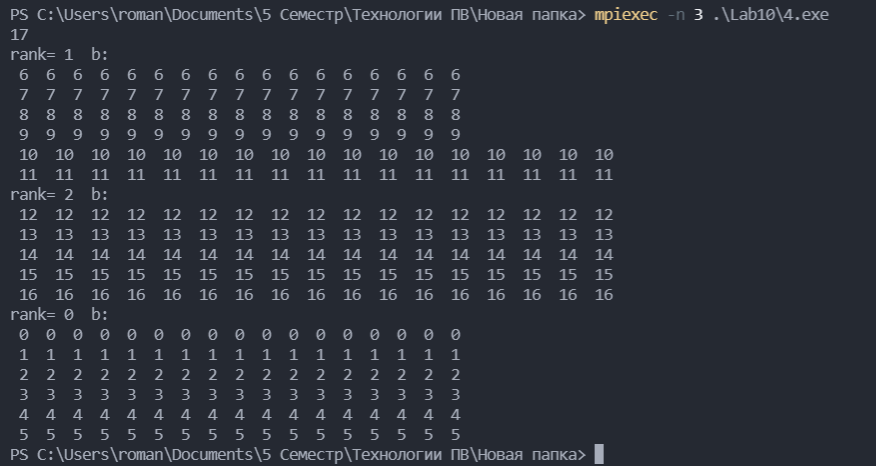 PS C:\Users\roman\Documents\5 Семестр\Технологии ПВ\Новая папка> mpiexec -n 3 .\Lab10\4.exe
17
rank= 1  b:
 6  6  6  6  6  6  6  6  6  6  6  6  6  6  6  6  6
 7  7  7  7  7  7  7  7  7  7  7  7  7  7  7  7  7
 8  8  8  8  8  8  8  8  8  8  8  8  8  8  8  8  8
 9  9  9  9  9  9  9  9  9  9  9  9  9  9  9  9  9
 10  10  10  10  10  10  10  10  10  10  10  10  10  10  10  10  10
 11  11  11  11  11  11  11  11  11  11  11  11  11  11  11  11  11
rank= 2  b:
 12  12  12  12  12  12  12  12  12  12  12  12  12  12  12  12  12
 13  13  13  13  13  13  13  13  13  13  13  13  13  13  13  13  13
 14  14  14  14  14  14  14  14  14  14  14  14  14  14  14  14  14
 15  15  15  15  15  15  15  15  15  15  15  15  15  15  15  15  15
 16  16  16  16  16  16  16  16  16  16  16  16  16  16  16  16  16
rank= 0  b:
 0  0  0  0  0  0  0  0  0  0  0  0  0  0  0  0  0
 1  1  1  1  1  1  1  1  1  1  1  1  1  1  1  1  1
 2  2  2  2  2  2  2  2  2  2  2  2  2  2  2  2  2
 3  3  3  3  3  3  3  3  3  3  3  3  3  3  3  3  3
 4  4  4  4  4  4  4  4  4  4  4  4  4  4  4  4  4
 5  5  5  5  5  5  5  5  5  5  5  5  5  5  5  5  5
PS C:\Users\roman\Documents\5 Семестр\Технологии ПВ\Новая папка>